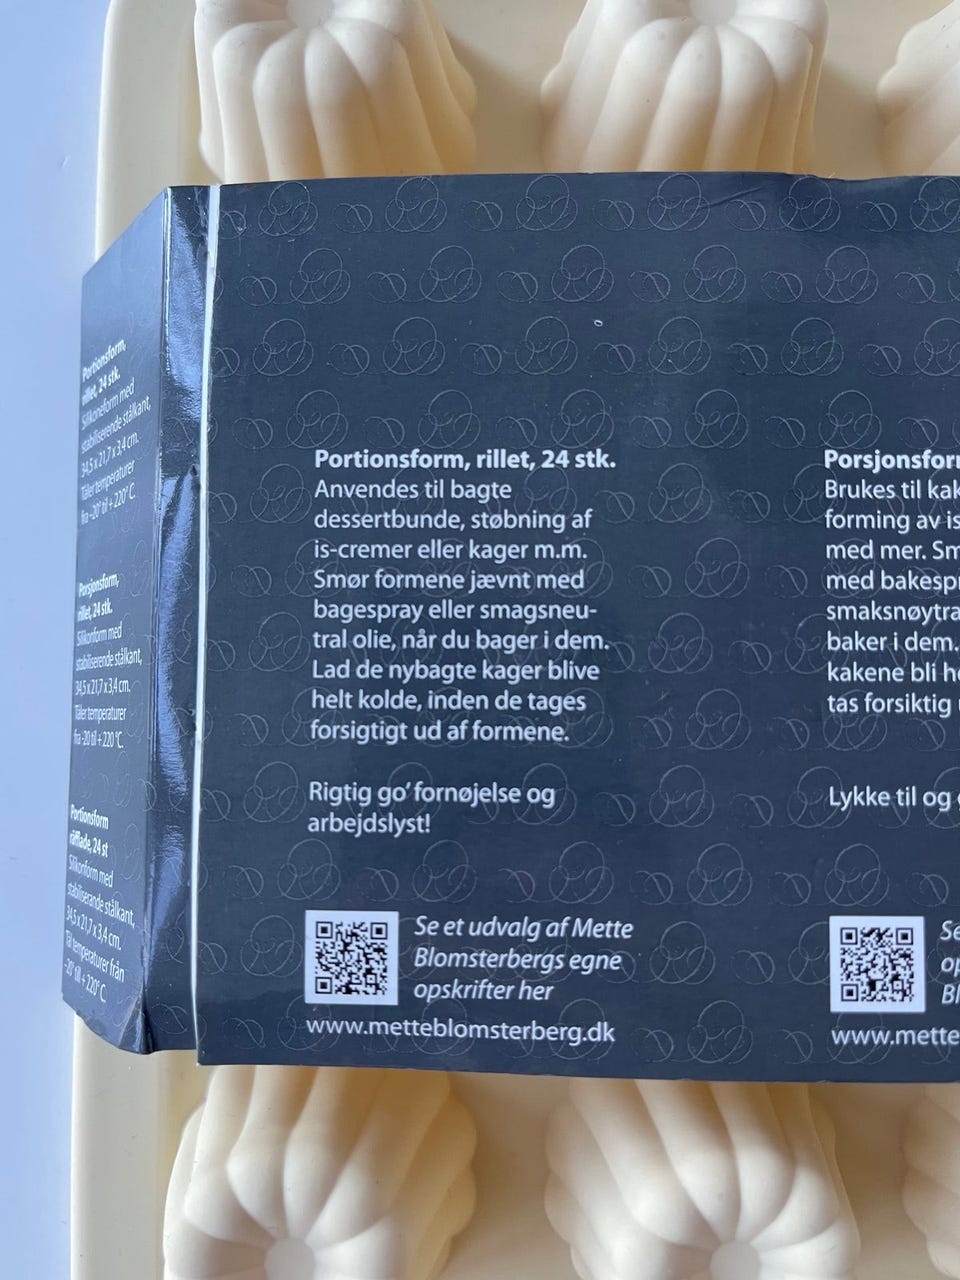 Portionsform,
rillet, 24 stk.
Silikoneform med
stabiliserende stålkant,
34,5 x 21,7 x 3,4 cm.
Tåler temperaturer
fra -20° til + 220° C.
Porsjonsform,
rillet, 24 stk.
Silikonform med
stabiliserende stålkant,
34,5 x 21,7 x 3,4 cm.
Tåler temperaturer
fra -20 til + 220 °C.
Portionsform
räfflade, 24 st
Silikonform med
stabiliserande stålkant,
34,5 x 21,7 x 3,4 cm.
Tål temperaturer från
-20° till + 220° C
Portionsform, rillet, 24 stk.
Anvendes til bagte
dessertbunde, støbning af
is-cremer eller kager m.m.
Smør formene jævnt med
bagespray eller smagsneu-
tral olie, når du bager i dem.
Lad de nybagte kager blive
helt kolde, inden de tages
forsigtigt ud af formene.
Rigtig go' fornøjelse og
arbejdslyst!
Se et udvalg af Mette
Blomsterbergs egne
opskrifter her
www.metteblomsterberg.dk
Porsjonsfor
Brukes til kak
forming av is
med mer. Sm
med bakespr
smaksnøytra
baker i dem.
kakene bli he
tas forsiktig
Lykke til og
Se
op
Bl
www.mette